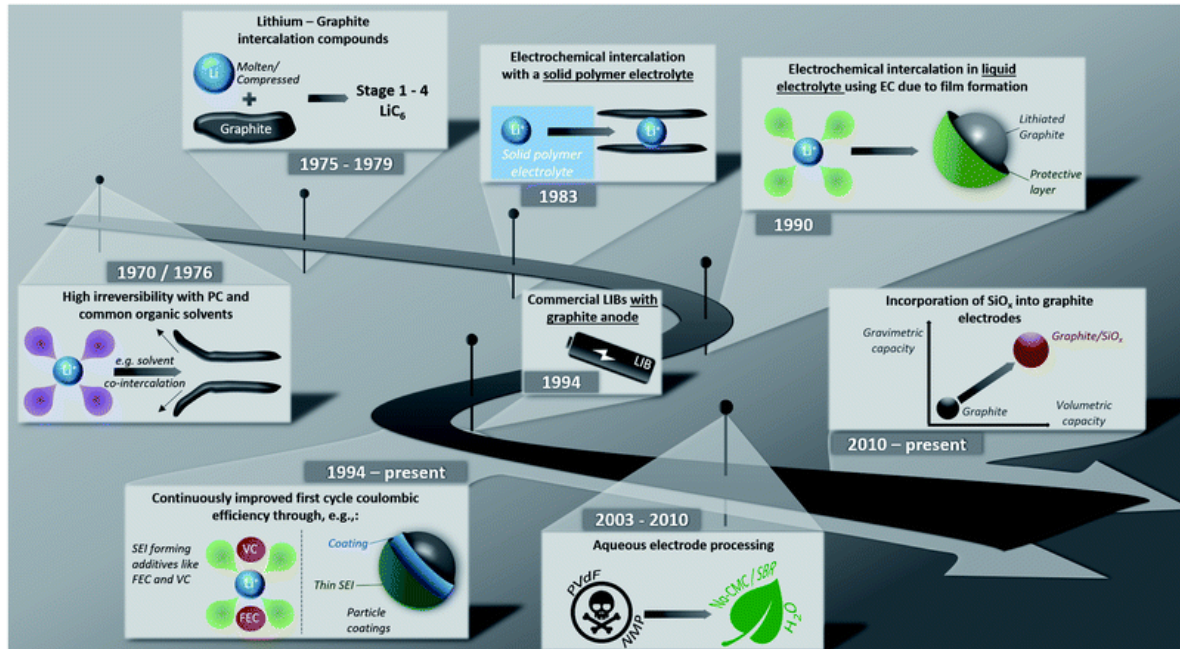 Lithium – Graphite
intercalation compounds
Li
Molten/
Compressed
+
Graphite
Stage 1 - 4
LiC₆
1975 - 1979
Electrochemical intercalation
with a solid polymer electrolyte
Li⁺
Li⁺
Solid polymer
electrolyte
1983
Electrochemical intercalation in liquid
electrolyte using EC due to film formation
Li⁺
Lithiated
Graphite
Protective
layer
1990
1970 / 1976
High irreversibility with PC and
common organic solvents
Li⁺
e.g. solvent
co-intercalation
Commercial LIBs with
graphite anode
LIB
1994
Incorporation of SiOₓ into graphite
electrodes
Gravimetric
capacity
Graphite/SiOₓ
Graphite
Volumetric
capacity
2010 – present
1994 – present
Continuously improved first cycle coulombic
efficiency through, e.g.,:
SEI forming
additives like
FEC and VC
VC
Li⁺
FEC
Coating
Thin SEI
Particle
coatings
2003 - 2010
Aqueous electrode processing
PVdF
NMP
Na-CMC / SBR
H₂O